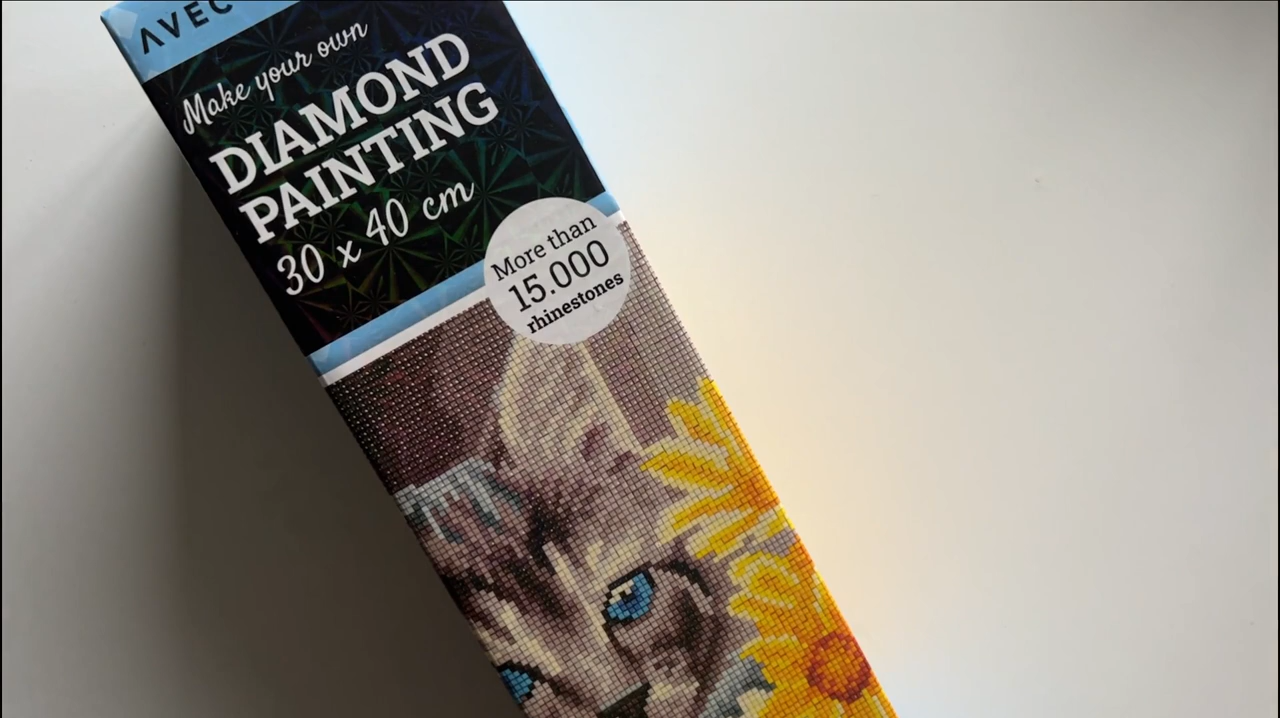 AVEC
Make your own
DIAMOND
PAINTING
30 x 40 cm
More than
15.000
rhinestones